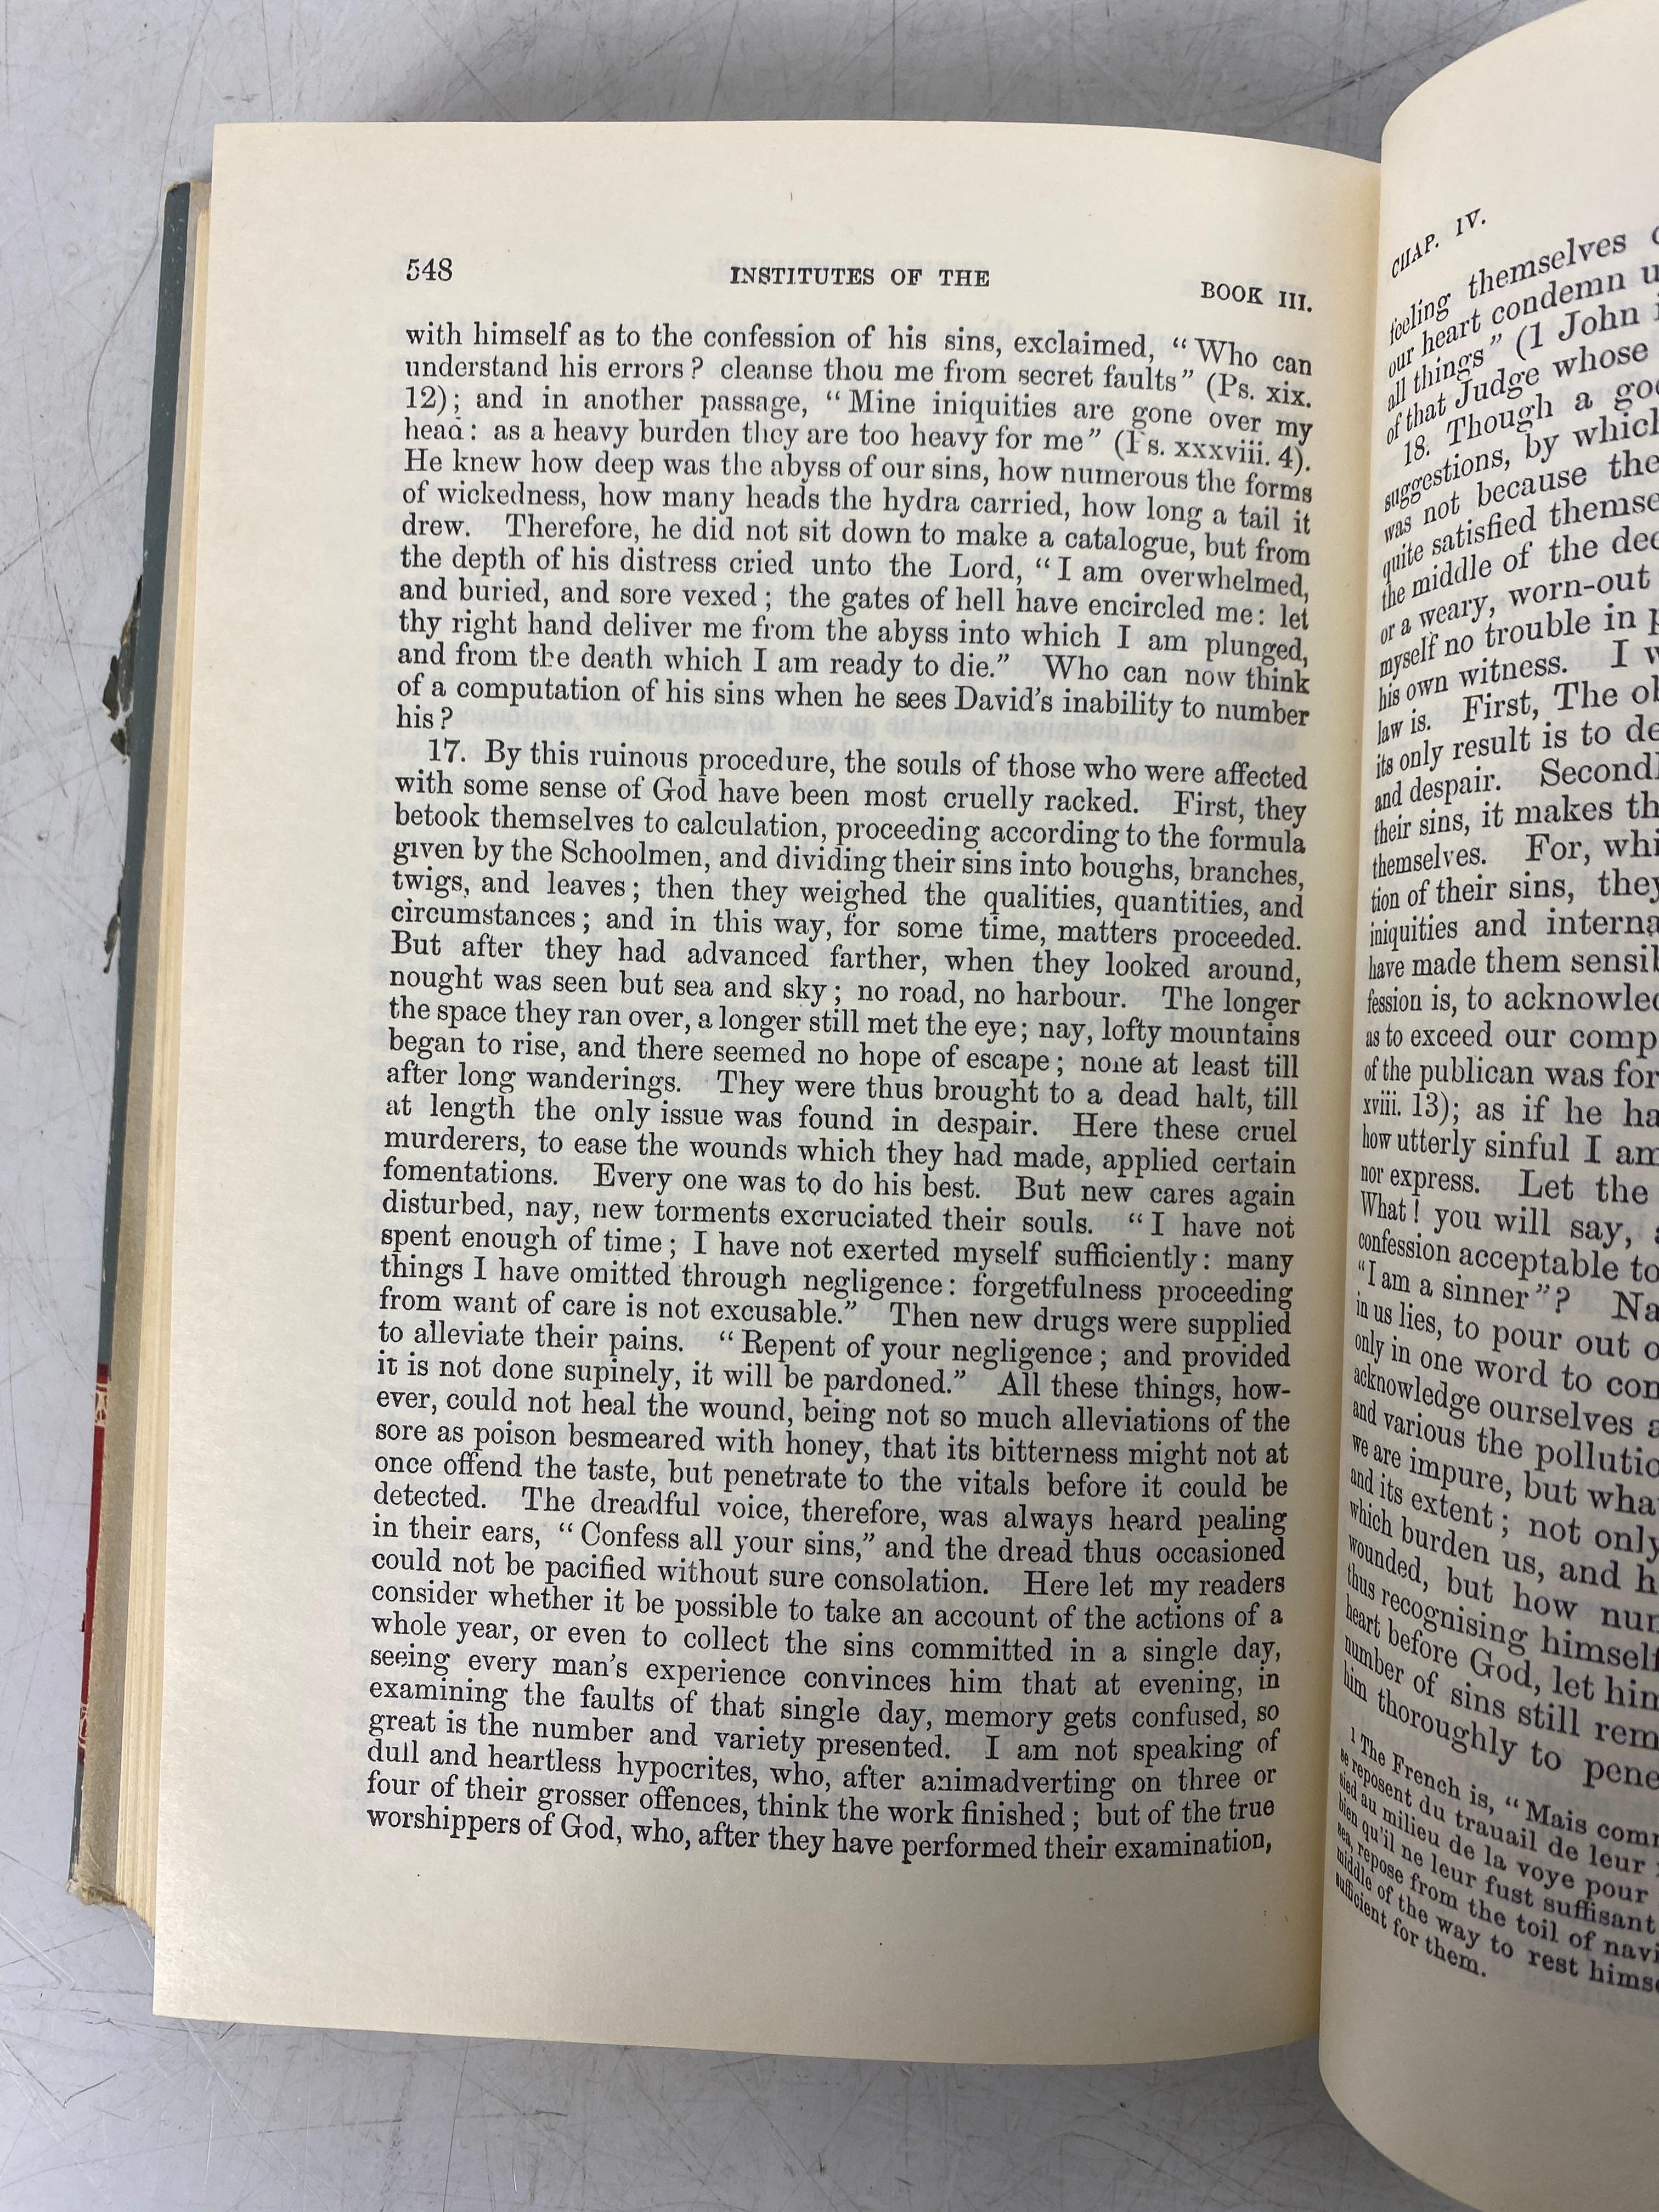 548 INSTITUTES OF THE BOOK III.
with himself as to the confession of his sins, exclaimed, “Who can
understand his errors? cleanse thou me from secret faults” (Ps. xix.
12); and in another passage, “Mine iniquities are gone over my
head: as a heavy burden they are too heavy for me” (Ps. xxxviii. 4).
He knew how deep was the abyss of our sins, how numerous the forms
of wickedness, how many heads the hydra carried, how long a tail it
drew. Therefore, he did not sit down to make a catalogue, but from
the depth of his distress cried unto the Lord, “I am overwhelmed,
and buried, and sore vexed; the gates of hell have encircled me: let
thy right hand deliver me from the abyss into which I am plunged,
and from the death which I am ready to die.” Who can now think
of a computation of his sins when he sees David’s inability to number
his?
17. By this ruinous procedure, the souls of those who were affected
with some sense of God have been most cruelly racked. First, they
betook themselves to calculation, proceeding according to the formula
given by the Schoolmen, and dividing their sins into boughs, branches,
twigs, and leaves; then they weighed the qualities, quantities, and
circumstances; and in this way, for some time, matters proceeded.
But after they had advanced farther, when they looked around,
nought was seen but sea and sky; no road, no harbour. The longer
the space they ran over, a longer still met the eye; nay, lofty mountains
began to rise, and there seemed no hope of escape; none at least till
after long wanderings. They were thus brought to a dead halt, till
at length the only issue was found in despair. Here these cruel
murderers, to ease the wounds which they had made, applied certain
fomentations. Every one was to do his best. But new cares again
disturbed, nay, new torments excruciated their souls. “I have not
spent enough of time; I have not exerted myself sufficiently: many
things I have omitted through negligence: forgetfulness proceeding
from want of care is not excusable.” Then new drugs were supplied
to alleviate their pains. “Repent of your negligence; and provided
it is not done supinely, it will be pardoned.” All these things, how-
ever, could not heal the wound, being not so much alleviations of the
sore as poison besmeared with honey, that its bitterness might not at
once offend the taste, but penetrate to the vitals before it could be
detected. The dreadful voice, therefore, was always heard pealing
in their ears, “Confess all your sins,” and the dread thus occasioned
could not be pacified without sure consolation. Here let my readers
consider whether it be possible to take an account of the actions of a
whole year, or even to collect the sins committed in a single day,
seeing every man’s experience convinces him that at evening, in
examining the faults of that single day, memory gets confused, so
great is the number and variety presented. I am not speaking of
dull and heartless hypocrites, who, after animadverting on three or
four of their grosser offences, think the work finished; but of the true
worshippers of God, who, after they have performed their examination,
CHAP. IV.
feeling themselves
our heart condemn
all things” (1 John
of that Judge whose
18. Though a
suggestions, by which
was not because the
quite satisfied
the middle of the
or a weary, worn-out
myself no trouble in
his own witness. I
law is. First, The
its only result is to
and despair.
their sins, it makes
themselves. For,
tion of their sins, they
iniquities and
have made them
fession is, to
as to exceed our
of the publican was for
xviii. 13); as if he
how utterly sinful I am
nor express. Let the
What! you will say,
confession acceptable to
“I am a sinner”?
in us lies, to pour out
only in one word to
acknowledge ourselves
and various the
we are impure, but
and its extent; not only
which burden us, and
wounded, but how
thus recognising
heart before God, let him
number of sins still
him thoroughly to
1 The French is, “Mais
se reposent du trauail de leur
sied au milieu de la voye pour
bien qu’il ne leur fust suffisant
sea, repose from the toil of
middle of the way to rest
sufficient for them.